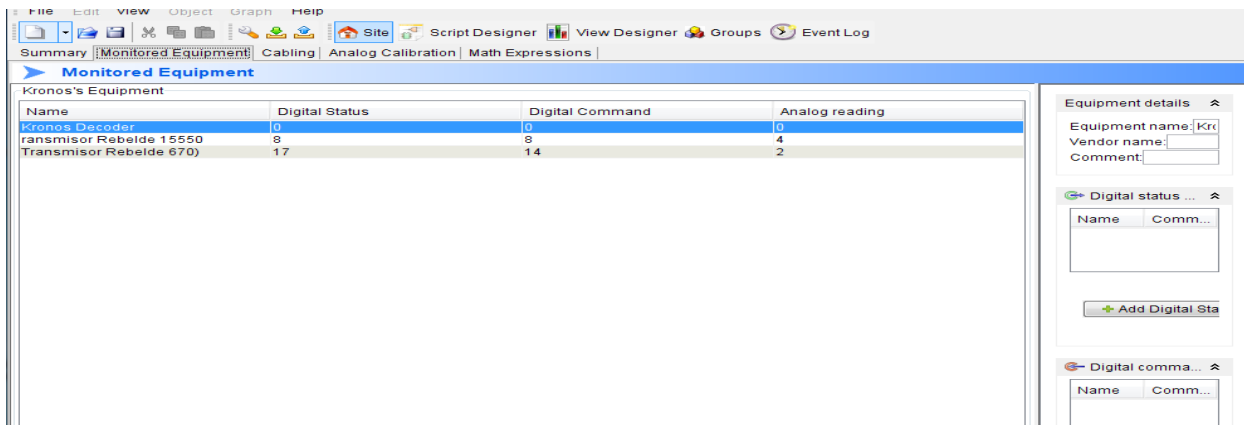 File Edit View Object Graph Help
Site Script Designer View Designer Groups Event Log
Summary Monitored Equipment Cabling Analog Calibration Math Expressions
Monitored Equipment
Kronos's Equipment
Name Digital Status Digital Command Analog reading
Kronos Decoder 0 0 0
ransmisor Rebelde 15550 8 8 4
Transmisor Rebelde 670) 17 14 2
Equipment details
Equipment name: Krc
Vendor name:
Comment:
Digital status ...
Name Comm...
Add Digital Sta
Digital comma...
Name Comm...